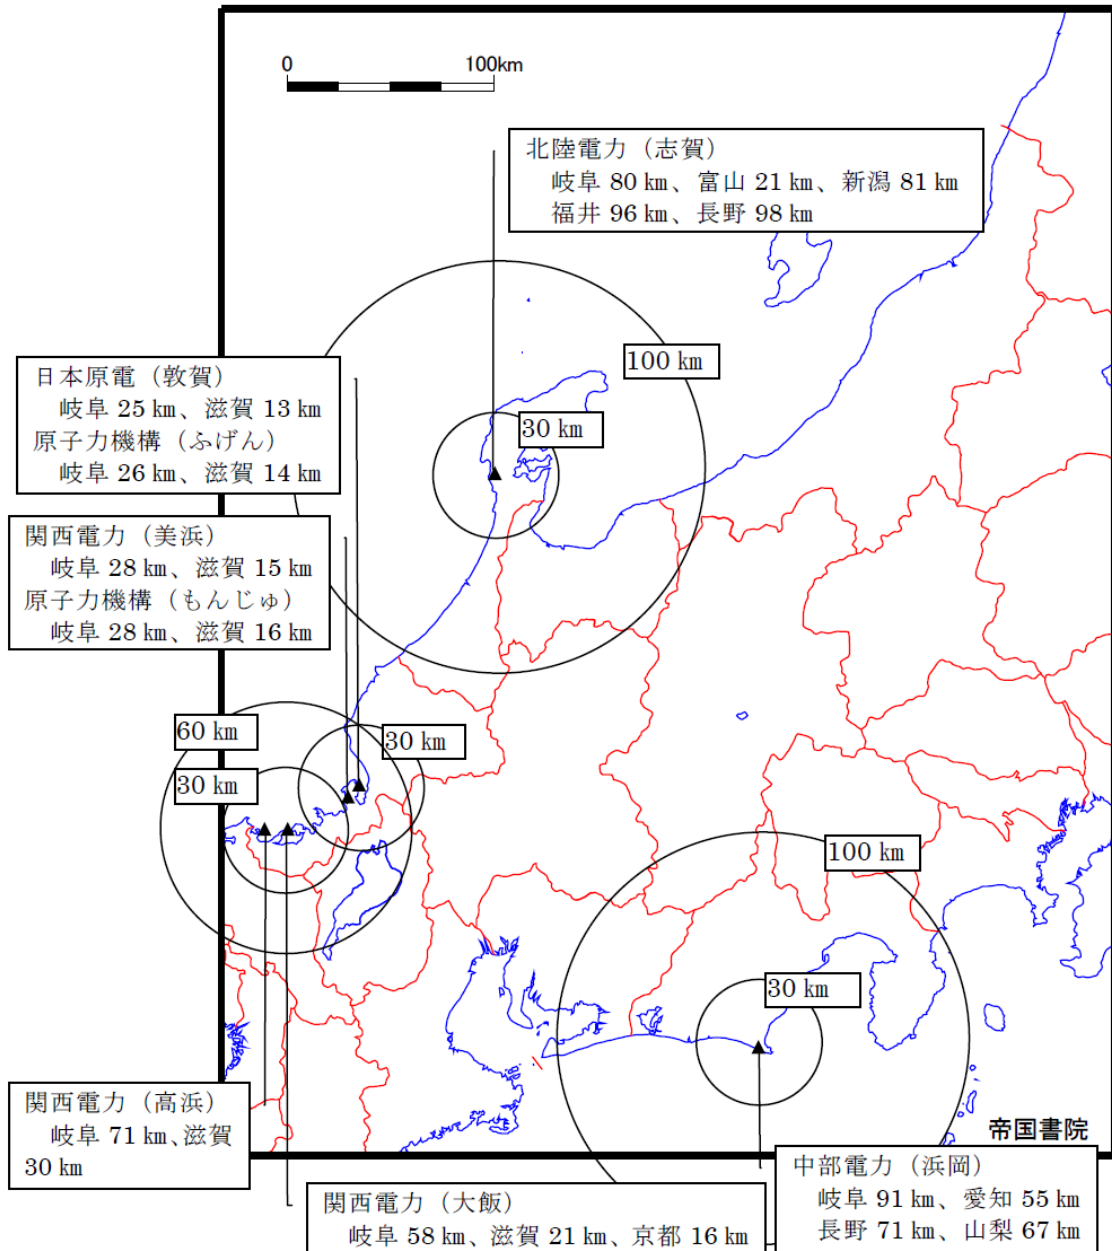 0 100km
北陸電力（志賀）
岐阜 80 ㎞、富山 21 ㎞、新潟 81 ㎞
福井 96 ㎞、長野 98 ㎞
100 ㎞
30 ㎞
日本原電（敦賀）
岐阜 25 ㎞、滋賀 13 ㎞
原子力機構（ふげん）
岐阜 26 ㎞、滋賀 14 ㎞
関西電力（美浜）
岐阜 28 ㎞、滋賀 15 ㎞
原子力機構（もんじゅ）
岐阜 28 ㎞、滋賀 16 ㎞
60 ㎞
30 ㎞
30 ㎞
100 ㎞
30 ㎞
関西電力（高浜）
岐阜 71 ㎞、滋賀
30 ㎞
帝国書院
関西電力（大飯）
岐阜 58 ㎞、滋賀 21 ㎞、京都 16 ㎞
中部電力（浜岡）
岐阜 91 ㎞、愛知 55 ㎞
長野 71 ㎞、山梨 67 ㎞